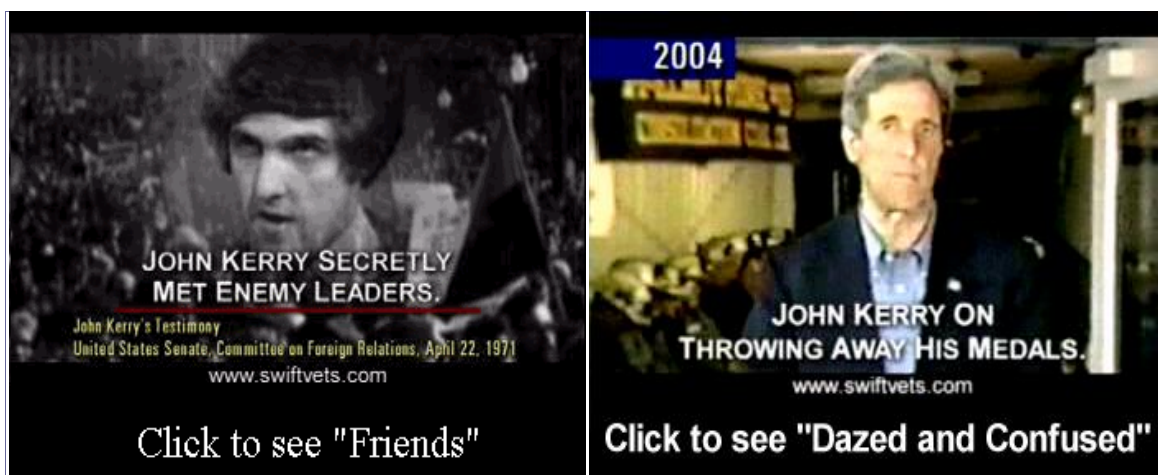 JOHN KERRY SECRETLY
MET ENEMY LEADERS.
John Kerry's Testimony
United States Senate, Committee on Foreign Relations, April 22, 1971
www.swiftvets.com
Click to see "Friends"
2004
JOHN KERRY ON
THROWING AWAY HIS MEDALS.
www.swiftvets.com
Click to see "Dazed and Confused"